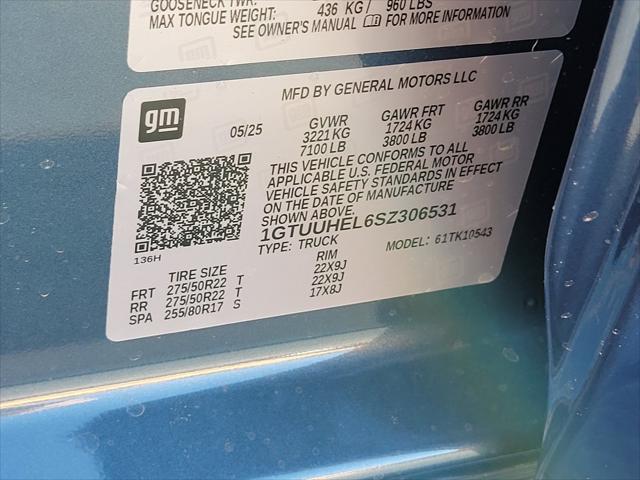 GOOSENECK TWR:
MAX TONGUE WEIGHT: 436 KG/ 960 LBS
SEE OWNER'S MANUAL FOR MORE INFORMATION
MFD BY GENERAL MOTORS LLC
gm
05/25
GVWR GAWR FRT GAWR RR
3221 KG 1724 KG 1724 KG
7100 LB 3800 LB 3800 LB
THIS VEHICLE CONFORMS TO ALL
APPLICABLE U.S. FEDERAL MOTOR
VEHICLE SAFETY STANDARDS IN EFFECT
ON THE DATE OF MANUFACTURE
SHOWN ABOVE.
1GTUUHEL6SZ306531
TYPE: TRUCK MODEL: 61TK10543
136H
TIRE SIZE RIM
FRT 275/50R22 T 22X9J
RR 275/50R22 T 22X9J
SPA 255/80R17 S 17X8J